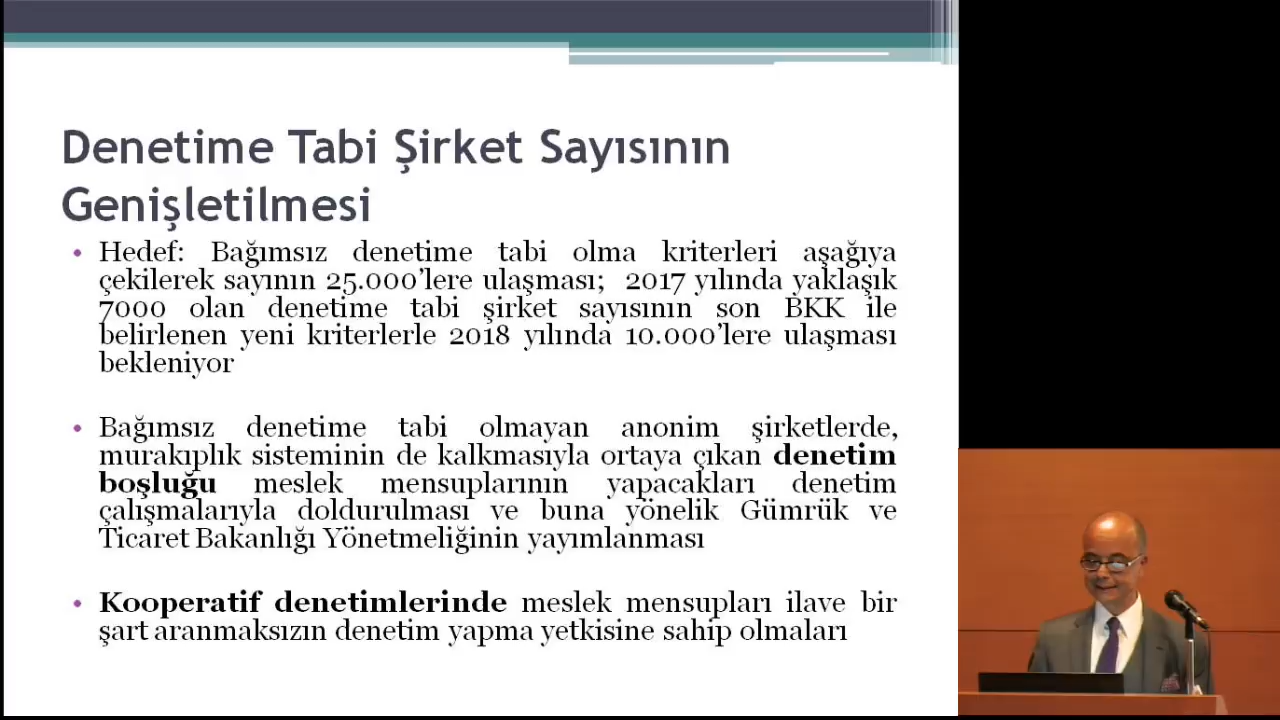 Denetime Tabi Şirket Sayısının
Genişletilmesi
• Hedef: Bağımsız denetime tabi olma kriterleri aşağıya
çekilerek sayının 25.000’lere ulaşması; 2017 yılında yaklaşık
7000 olan denetime tabi şirket sayısının son BKK ile
belirlenen yeni kriterlerle 2018 yılında 10.000’lere ulaşması
bekleniyor
• Bağımsız denetime tabi olmayan anonim şirketlerde,
murakıplık sisteminin de kalkmasıyla ortaya çıkan denetim
boşluğu meslek mensuplarının yapacakları denetim
çalışmalarıyla doldurulması ve buna yönelik Gümrük ve
Ticaret Bakanlığı Yönetmeliğinin yayımlanması
• Kooperatif denetimlerinde meslek mensupları ilave bir
şart aranmaksızın denetim yapma yetkisine sahip olmaları